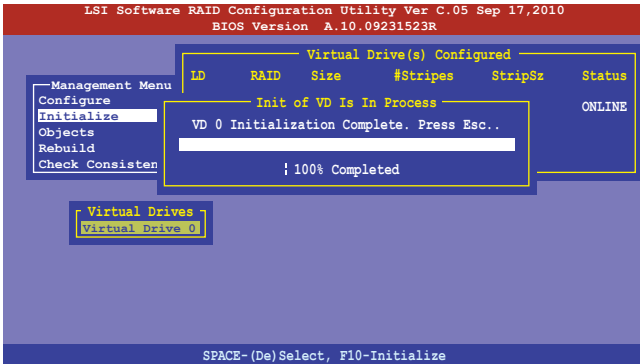 LSI Software RAID Configuration Utility Ver C.05 Sep 17,2010
BIOS Version A.10.09231523R
Virtual Drive(s) Configured
LD RAID Size #Stripes StripSz Status
ONLINE
Management Menu
Configure
Initialize
Objects
Rebuild
Check Consisten
Init of VD Is In Process
VD 0 Initialization Complete. Press Esc..
100% Completed
Virtual Drives
Virtual Drive 0
SPACE-(De)Select, F10-Initialize